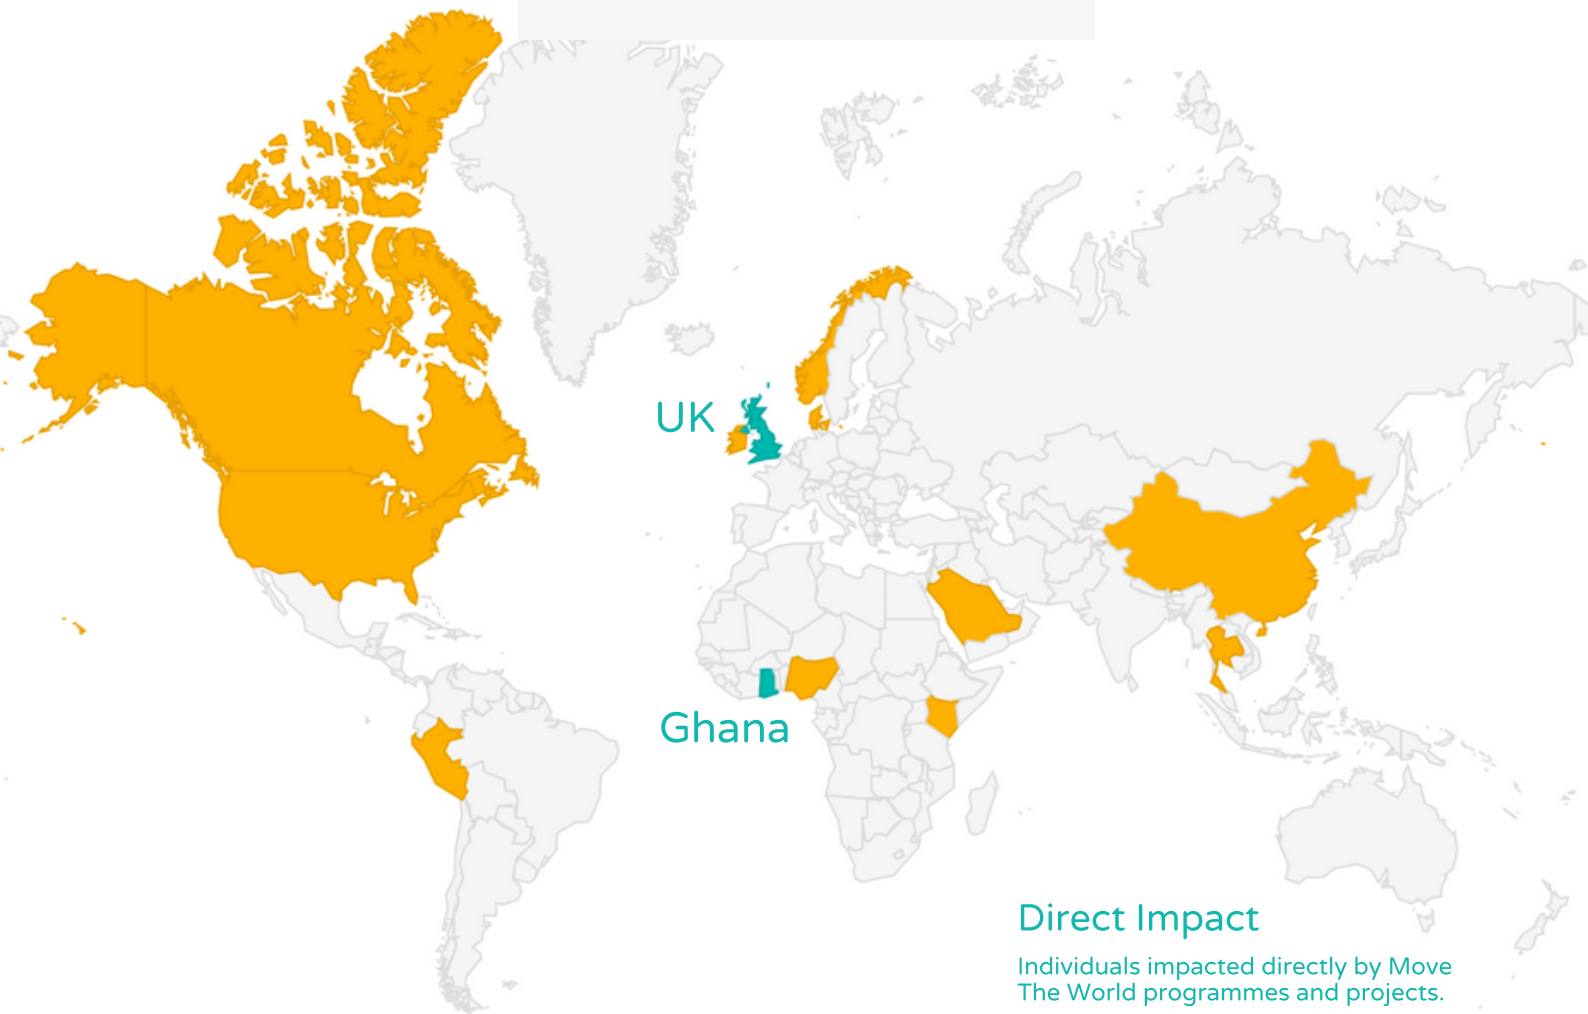 UK
Ghana
Direct Impact
Individuals impacted directly by Move
The World programmes and projects.